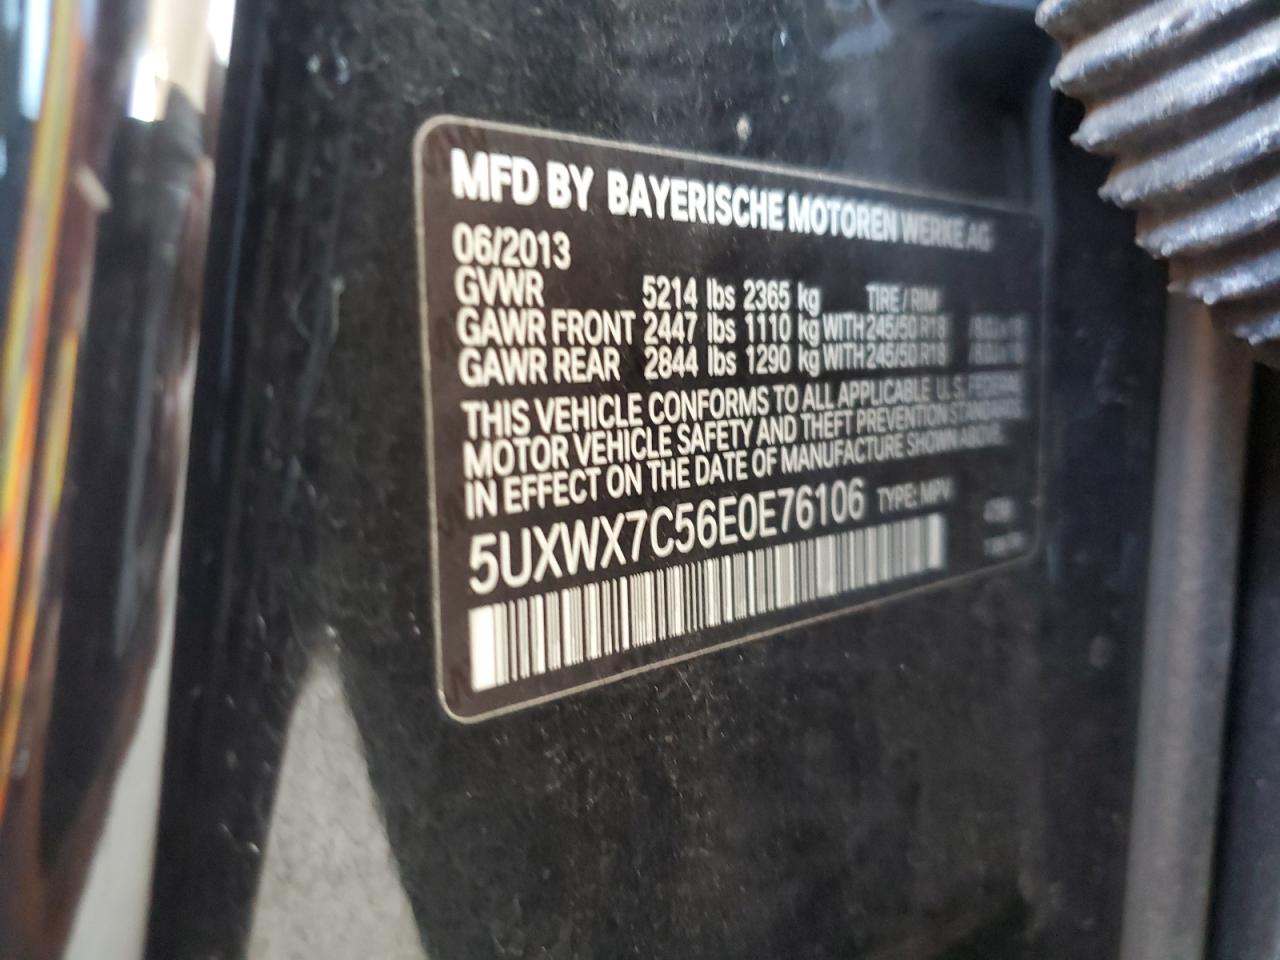 MFD BY BAYERISCHE MOTOREN WERKE AG
06/2013
GVWR 5214 lbs 2365 kg TIRE / RIM
GAWR FRONT 2447 lbs 1110 kg WITH 245/50 R18
GAWR REAR 2844 lbs 1290 kg WITH 245/50 R18
THIS VEHICLE CONFORMS TO ALL APPLICABLE U.S. FEDERAL
MOTOR VEHICLE SAFETY AND THEFT PREVENTION STANDARDS
IN EFFECT ON THE DATE OF MANUFACTURE SHOWN ABOVE.
5UXWX7C56E0E76106 TYPE: MPV